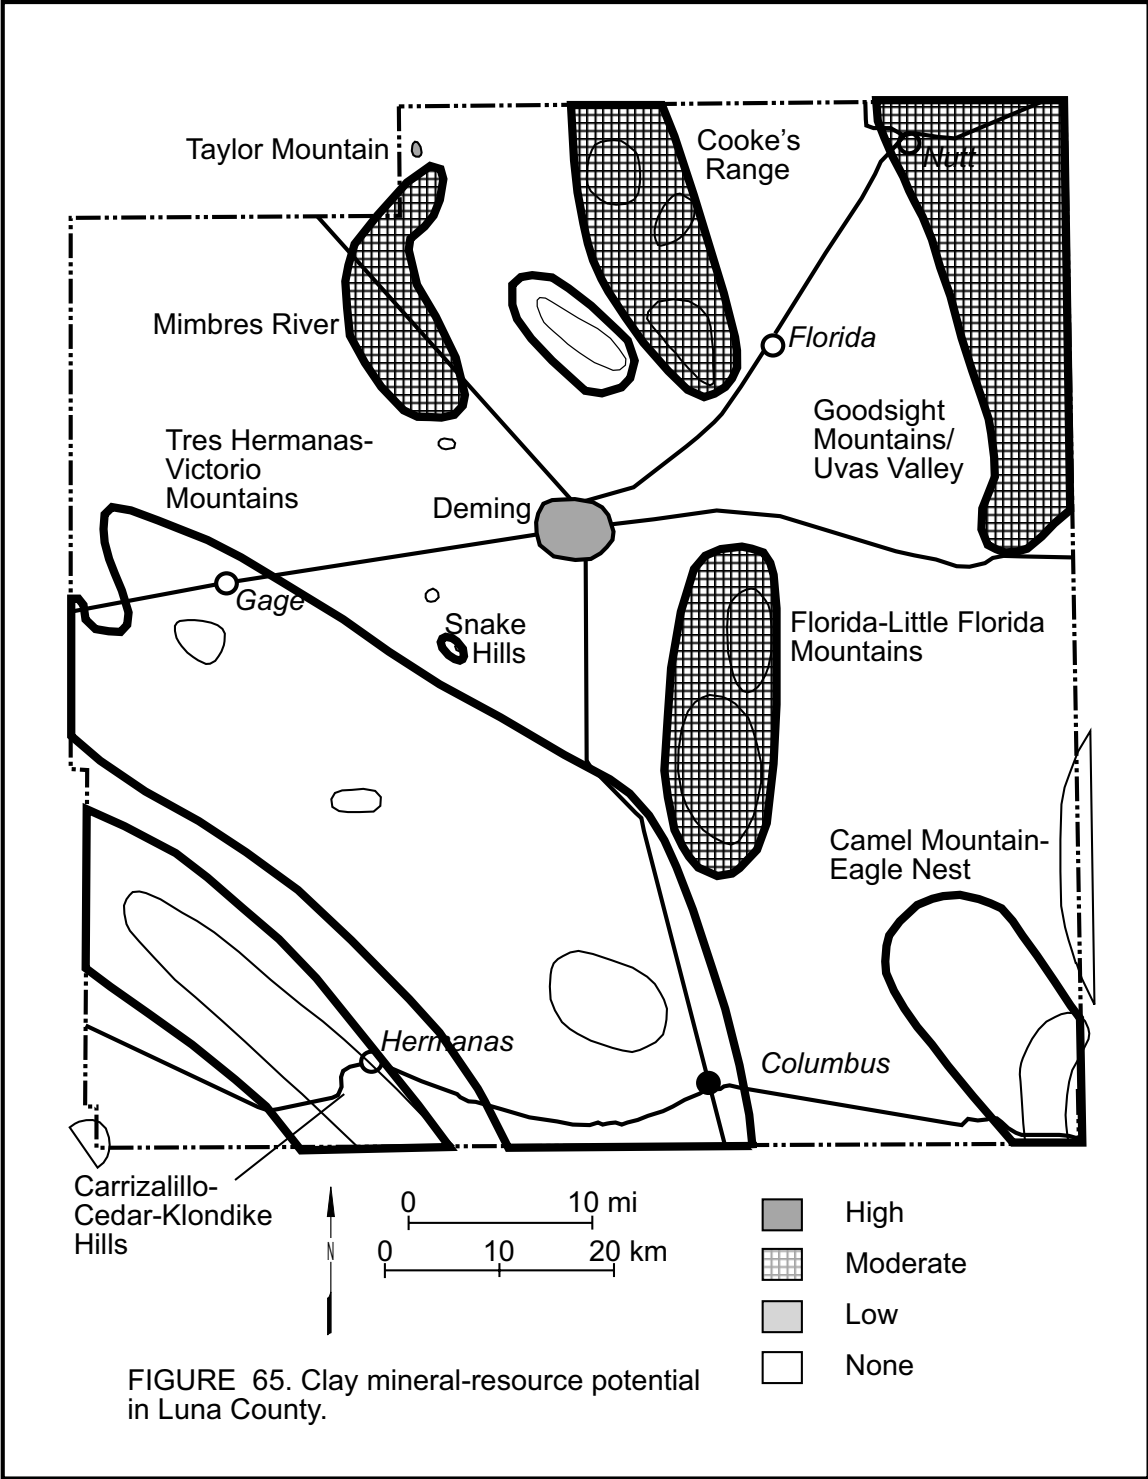 Taylor Mountain
Cooke’s
Range
Nutt
Mimbres River
Florida
Goodsight
Mountains/
Uvas Valley
Tres Hermanas-
Victorio
Mountains
Deming
Gage
Snake
Hills
Florida-Little Florida
Mountains
Camel Mountain-
Eagle Nest
Hermanas
Columbus
Carrizalillo-
Cedar-Klondike
Hills
N
0 10 mi
0 10 20 km
High
Moderate
Low
None
FIGURE 65. Clay mineral-resource potential
in Luna County.